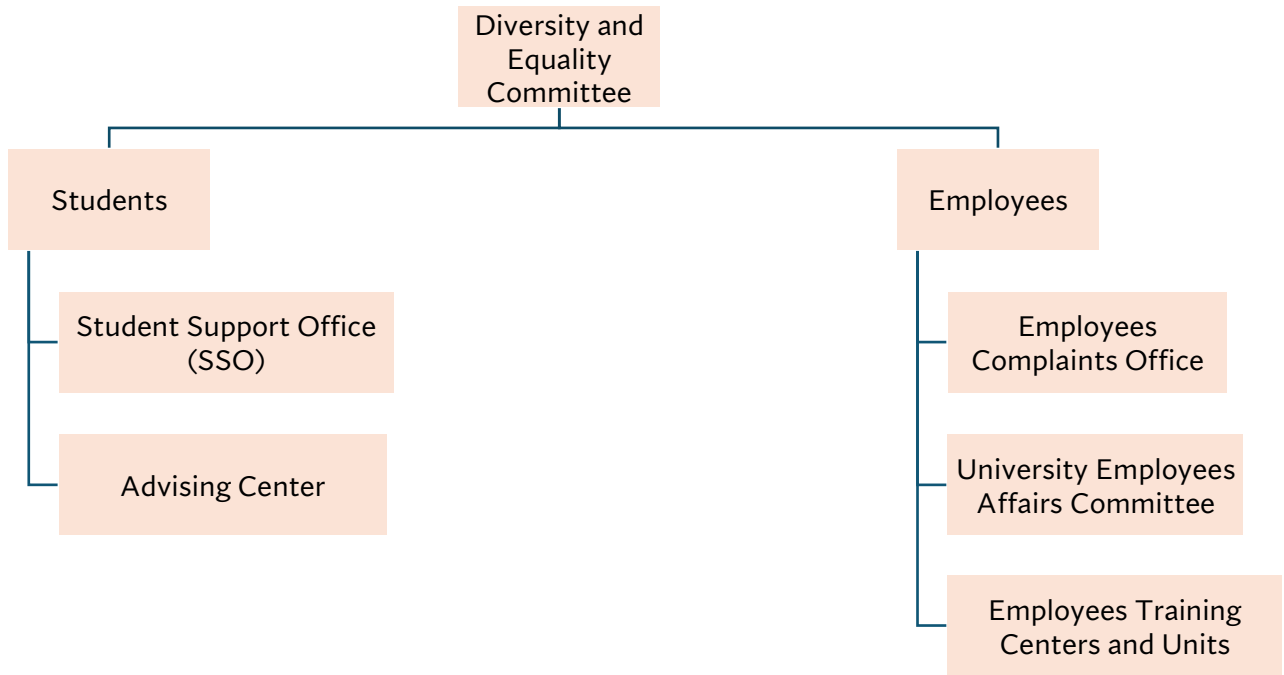 Diversity and
Equality
Committee
Students
Employees
Student Support Office
(SSO)
Employees
Complaints Office
Advising Center
University Employees
Affairs Committee
Employees Training
Centers and Units